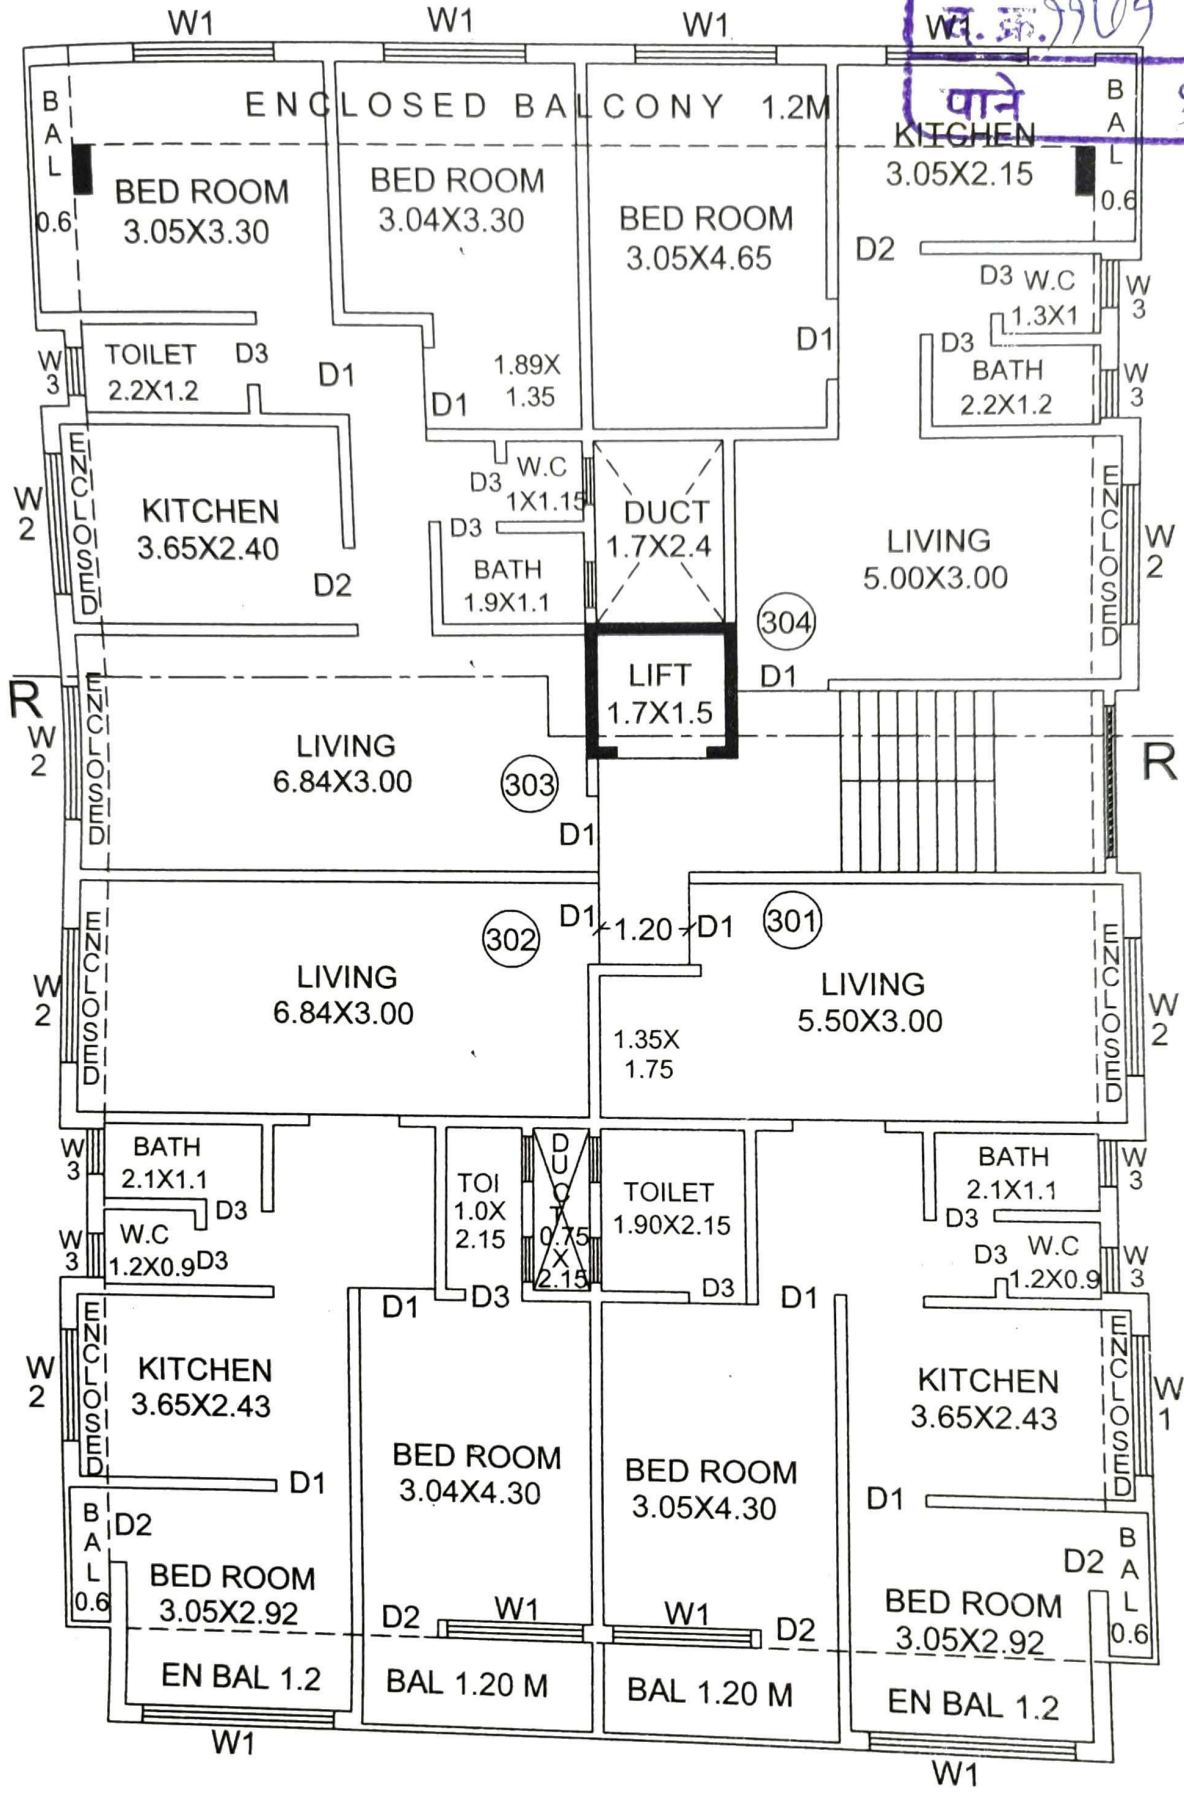 W1
W1
W1
W1
पाने
BAL
0.6
ENCLOSED BALCONY 1.2M
BAL
0.6
BED ROOM
3.05X3.30
BED ROOM
3.04X3.30
BED ROOM
3.05X4.65
KITCHEN
3.05X2.15
D2
D3
W.C
1.3X1
W3
D1
D3
BATH
2.2X1.2
W3
W3
TOILET
2.2X1.2
D3
D1
D1
1.89X
1.35
W2
ENCLOSED
KITCHEN
3.65X2.40
D2
D3
W.C
1X1.15
D3
BATH
1.9X1.1
DUCT
1.7X2.4
LIVING
5.00X3.00
ENCLOSED
W2
304
D1
LIFT
1.7X1.5
R
R
W2
ENCLOSED
LIVING
6.84X3.00
303
D1
D1
1.20
D1
302
301
W2
ENCLOSED
LIVING
6.84X3.00
LIVING
5.50X3.00
1.35X
1.75
ENCLOSED
W2
W3
BATH
2.1X1.1
D3
W3
W.C
1.2X0.9
D3
TOI
1.0X
2.15
D3
DUCT
0.75
X
2.15
TOILET
1.90X2.15
D3
BATH
2.1X1.1
W3
D3
D3
W.C
1.2X0.9
W3
D1
D1
W2
ENCLOSED
KITCHEN
3.65X2.43
D1
KITCHEN
3.65X2.43
ENCLOSED
W1
D1
BED ROOM
3.04X4.30
BED ROOM
3.05X4.30
BAL
0.6
D2
BED ROOM
3.05X2.92
D2
W1
W1
D2
D2
BAL
0.6
BED ROOM
3.05X2.92
EN BAL 1.2
BAL 1.20 M
BAL 1.20 M
EN BAL 1.2
W1
W1